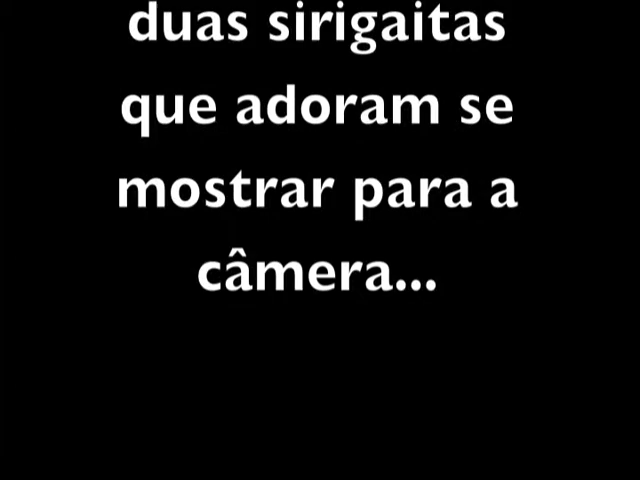 duas sirigaitas
que adoram se
mostrar para a
câmera...